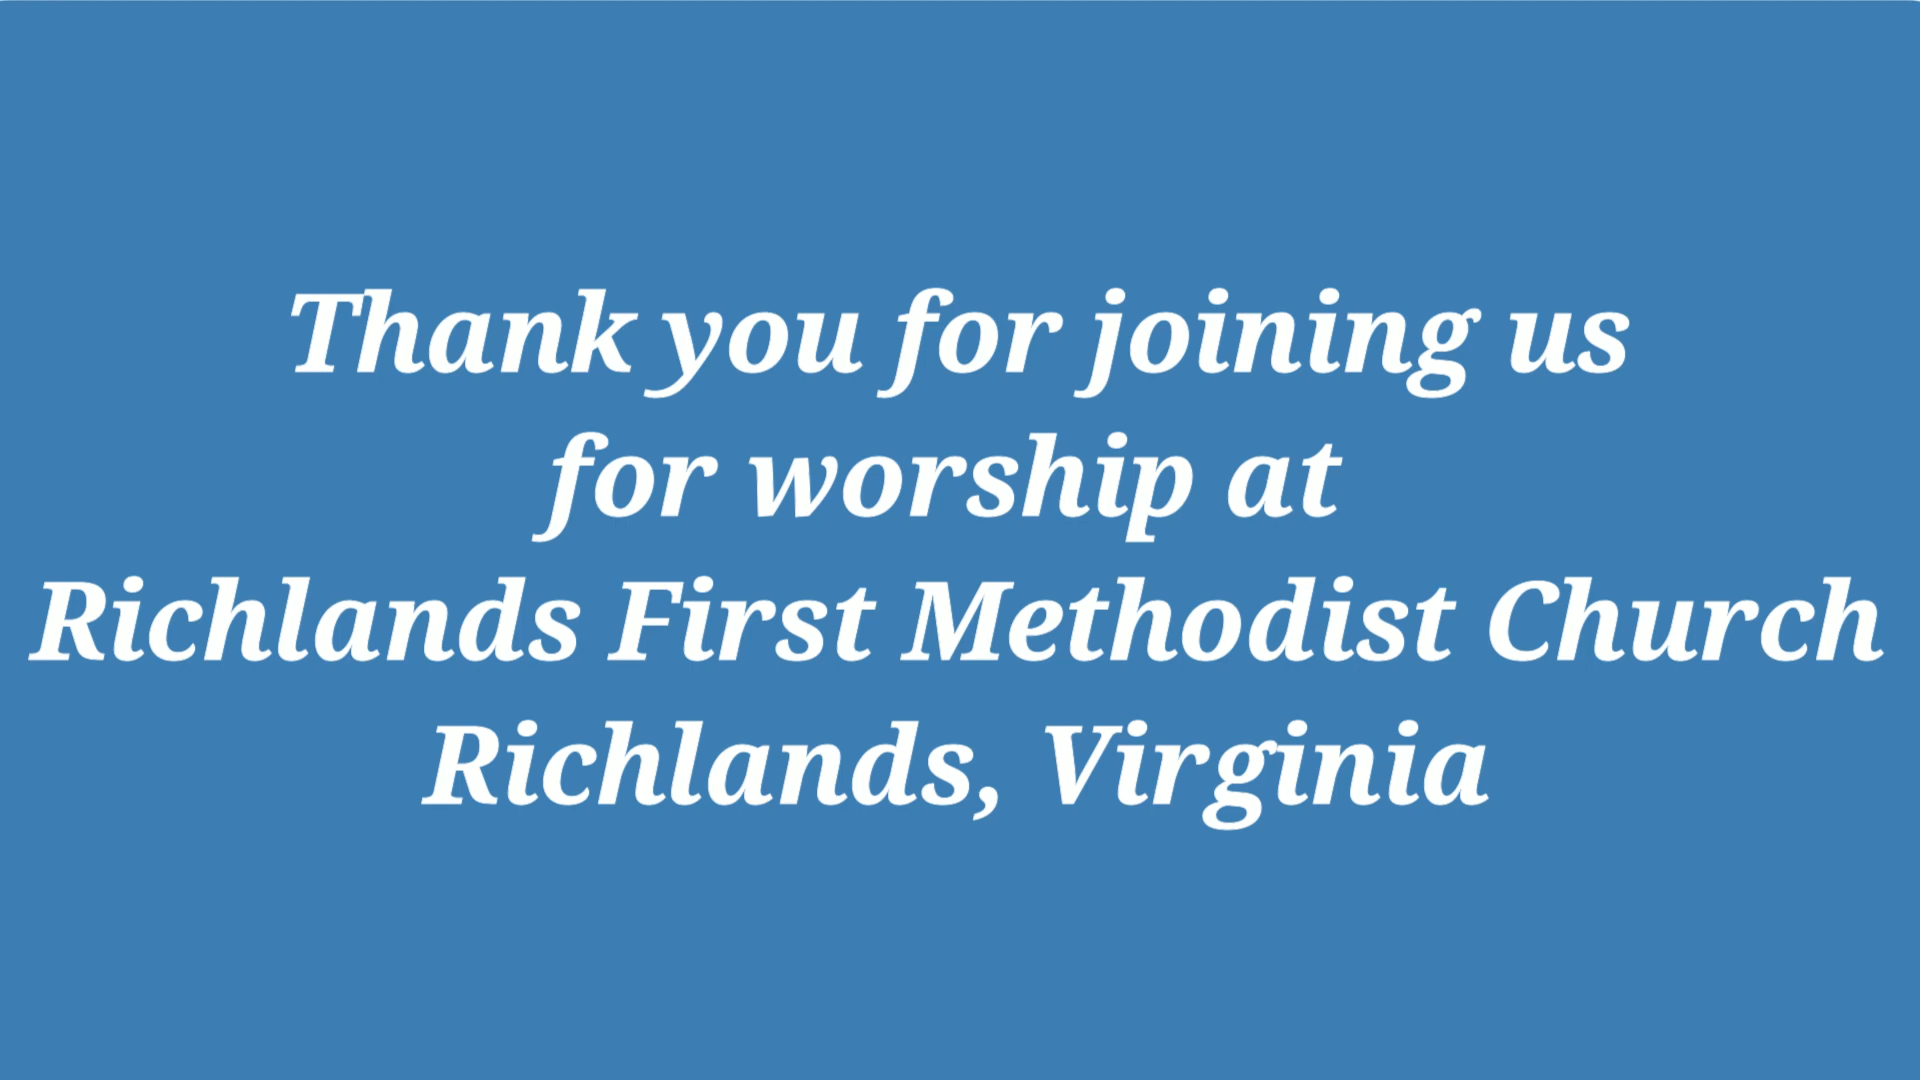 Thank you for joining us
for worship at
Richlands First Methodist Church
Richlands, Virginia